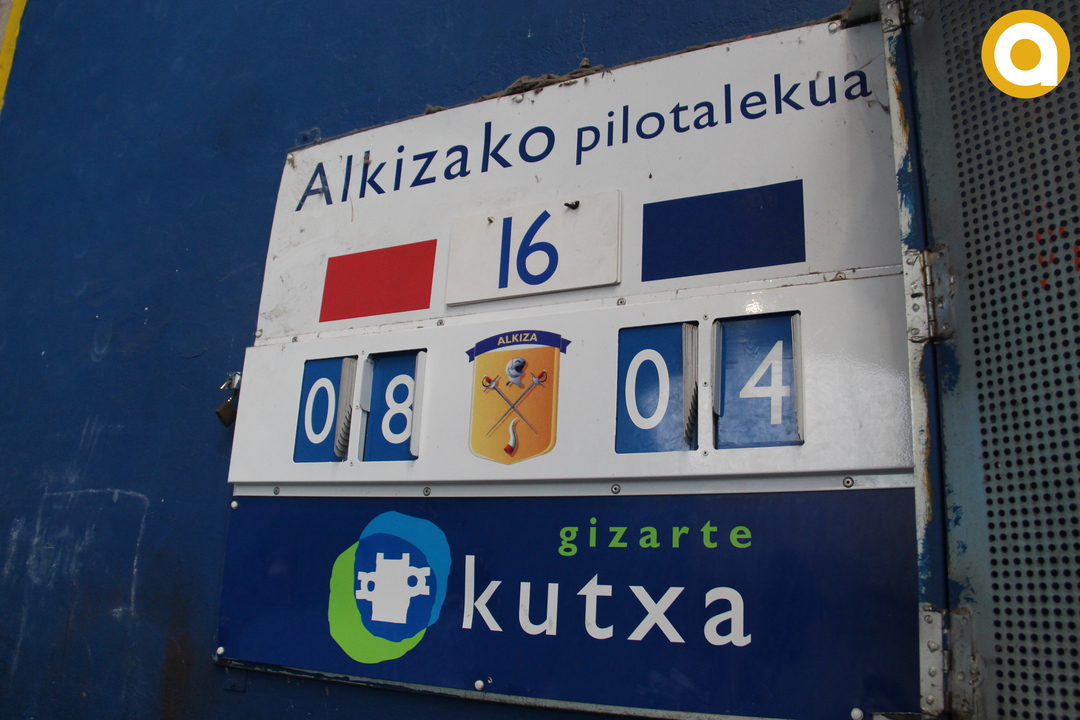 a
Alkizako pilotalekua
16
ALKIZA
08 04
gizarte
kutxa